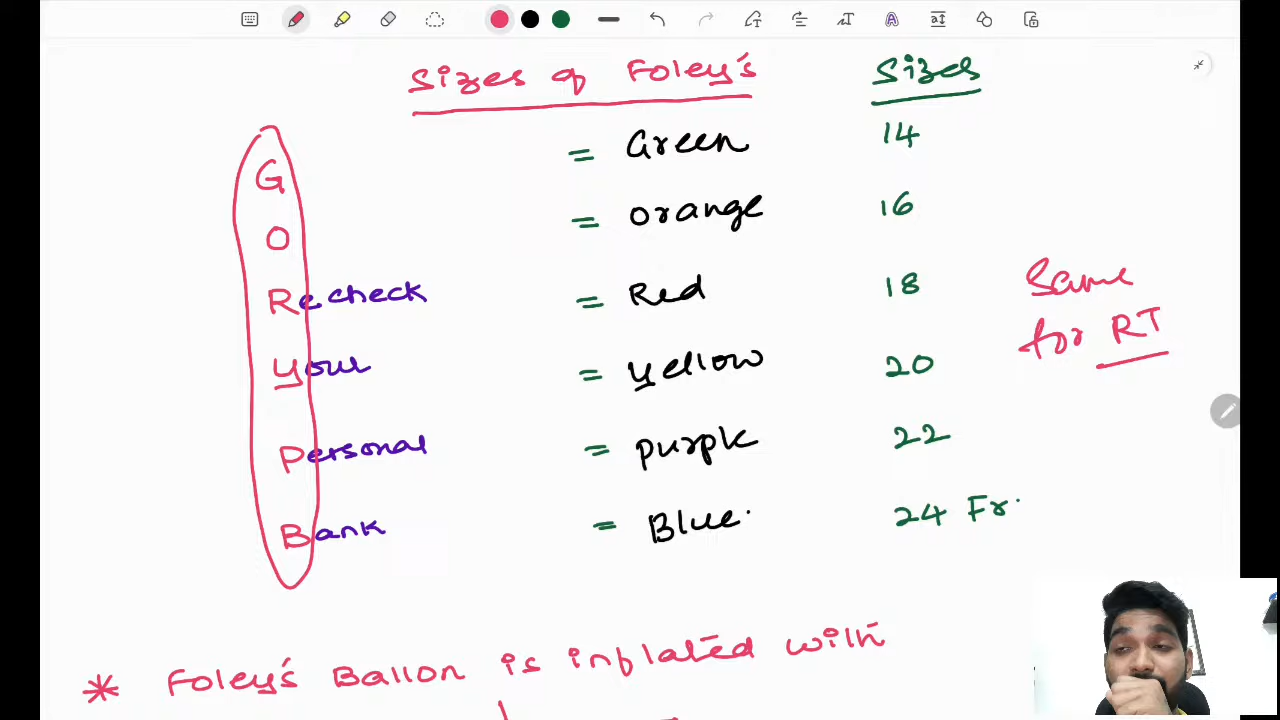 Sizes of Foley's Sizes
G = Green 14
O = orange 16
Recheck = Red 18
Your = yellow 20
Personal = purple 22
Bank = Blue 24 Fr
Same
for RT
* Foley's Ballon is inflated with